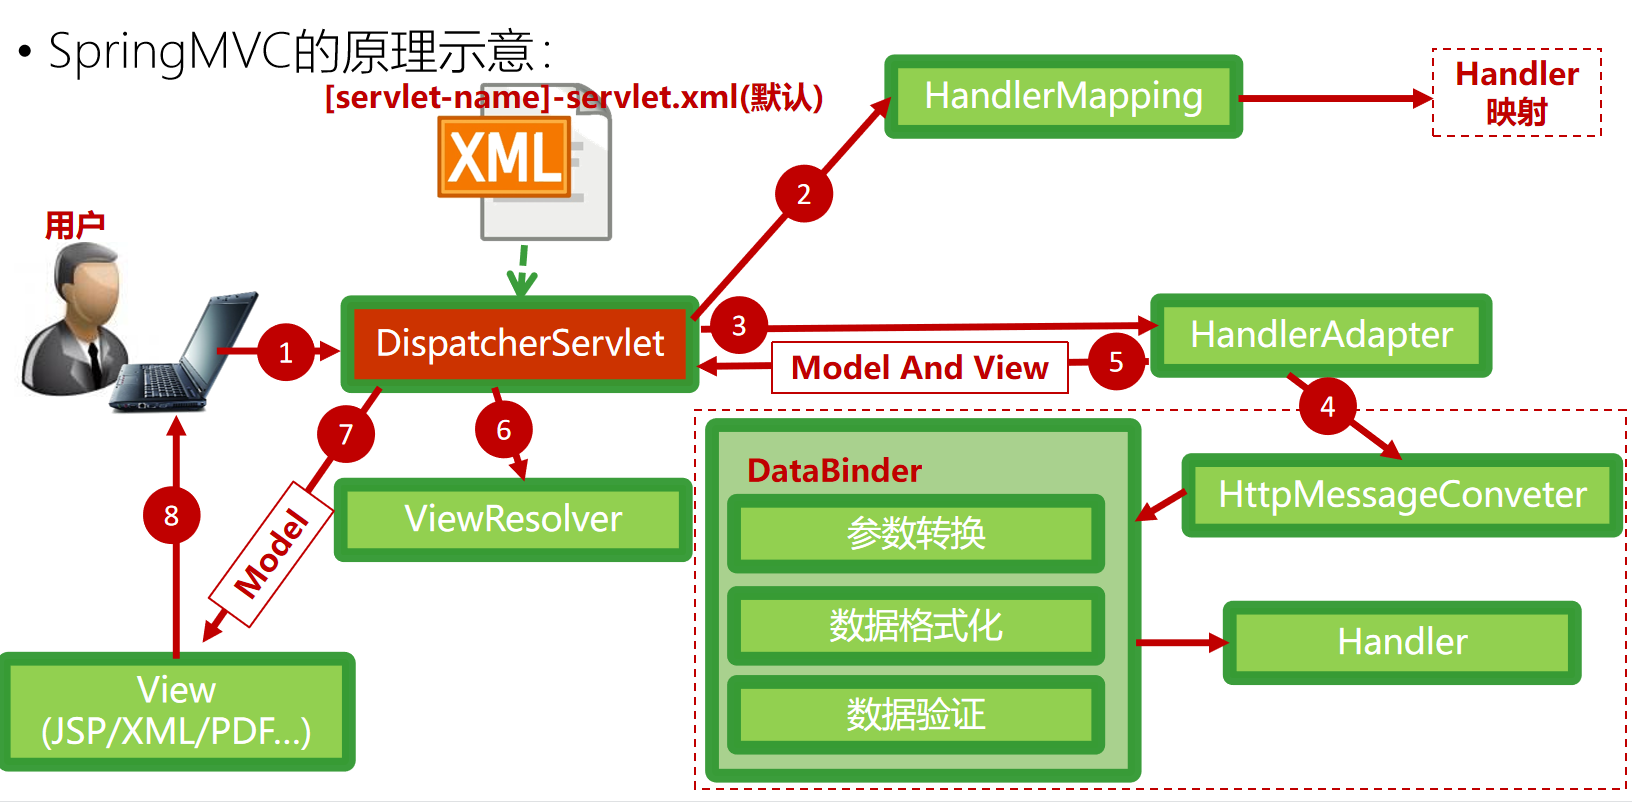 • SpringMVC的原理示意：
[servlet-name]-servlet.xml(默认)
XML
HandlerMapping
Handler
映射
2
用户
1
DispatcherServlet
3
HandlerAdapter
Model And View
5
4
7
6
DataBinder
HttpMessageConveter
8
Model
ViewResolver
参数转换
数据格式化
Handler
View
(JSP/XML/PDF...)
数据验证